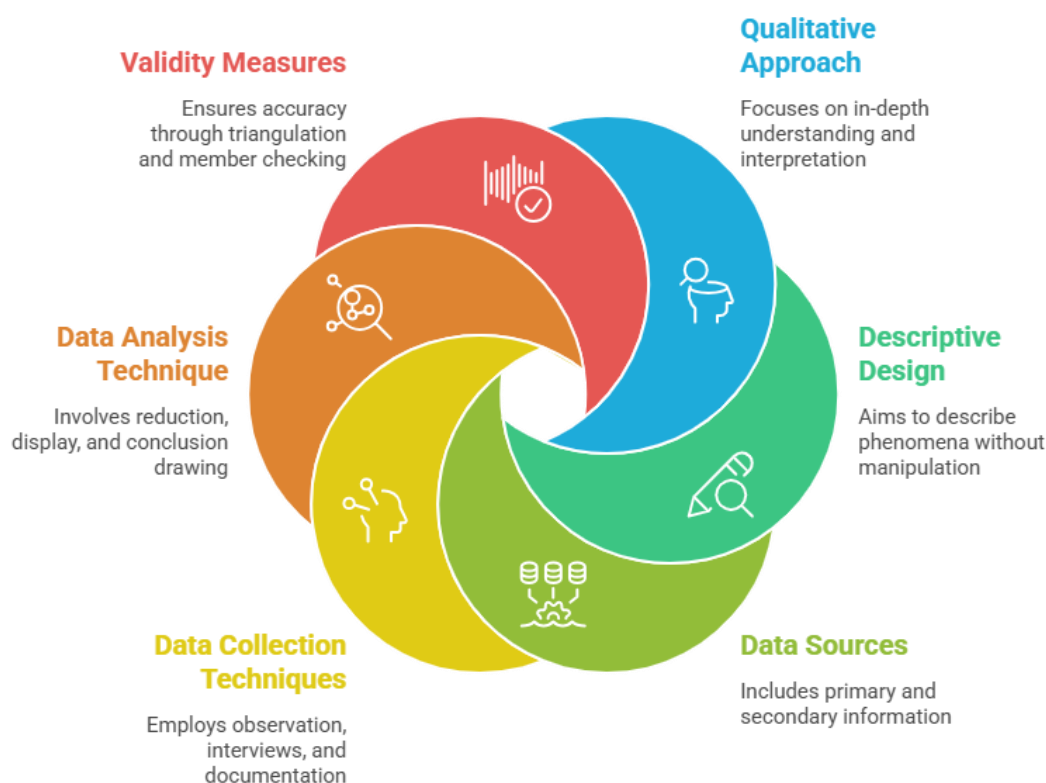 Qualitative
Approach
Focuses on in-depth
understanding and
interpretation
Descriptive
Design
Aims to describe
phenomena without
manipulation
Data Sources
Includes primary and
secondary information
Data Collection
Techniques
Employs observation,
interviews, and
documentation
Data Analysis
Technique
Involves reduction,
display, and conclusion
drawing
Validity Measures
Ensures accuracy
through triangulation
and member checking